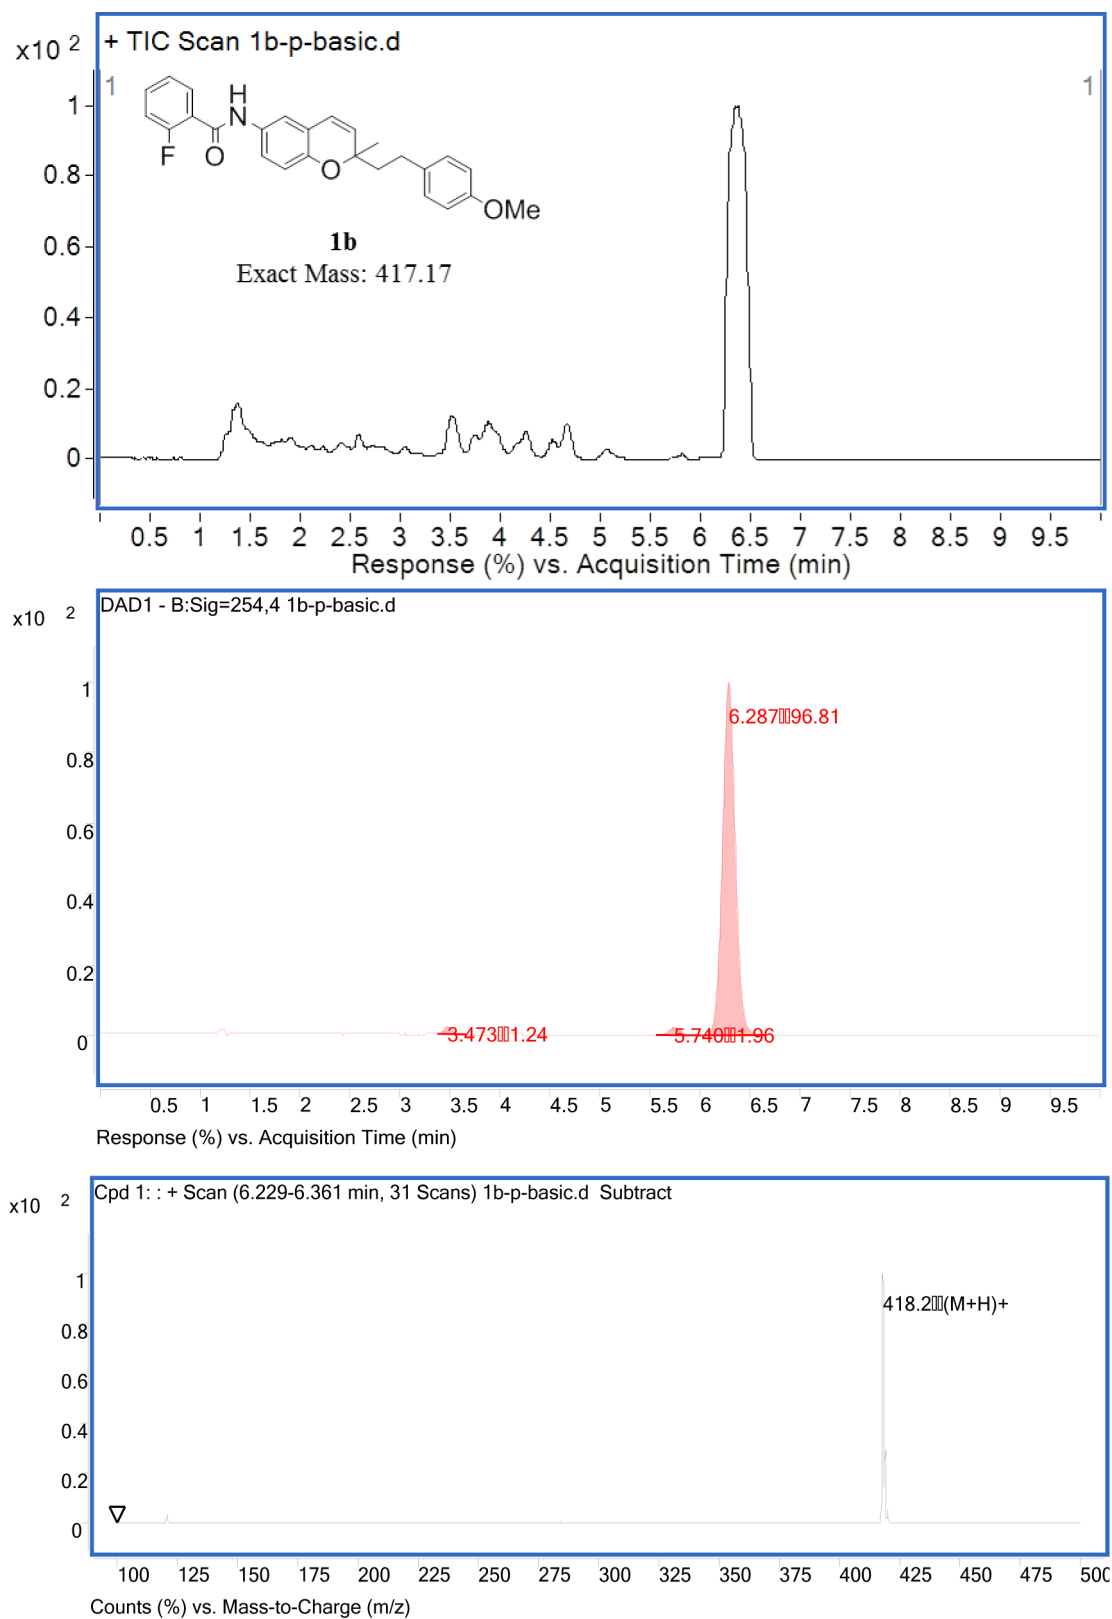 x10 2
+ TIC Scan 1b-p-basic.d
1 1
H
N
F O
O
OMe
1b
Exact Mass: 417.17
1
0.8
0.6
0.4
0.2
0
0.5 1 1.5 2 2.5 3 3.5 4 4.5 5 5.5 6 6.5 7 7.5 8 8.5 9 9.5
Response (%) vs. Acquisition Time (min)
x10 2
DAD1 - B:Sig=254,4 1b-p-basic.d
1
6.287 96.81
0.8
0.6
0.4
0.2
0
3.473 1.24 5.740 1.96
0.5 1 1.5 2 2.5 3 3.5 4 4.5 5 5.5 6 6.5 7 7.5 8 8.5 9 9.5
Response (%) vs. Acquisition Time (min)
x10 2
Cpd 1: : + Scan (6.229-6.361 min, 31 Scans) 1b-p-basic.d Subtract
1
418.2 (M+H)+
0.8
0.6
0.4
0.2
0
100 125 150 175 200 225 250 275 300 325 350 375 400 425 450 475 500
Counts (%) vs. Mass-to-Charge (m/z)